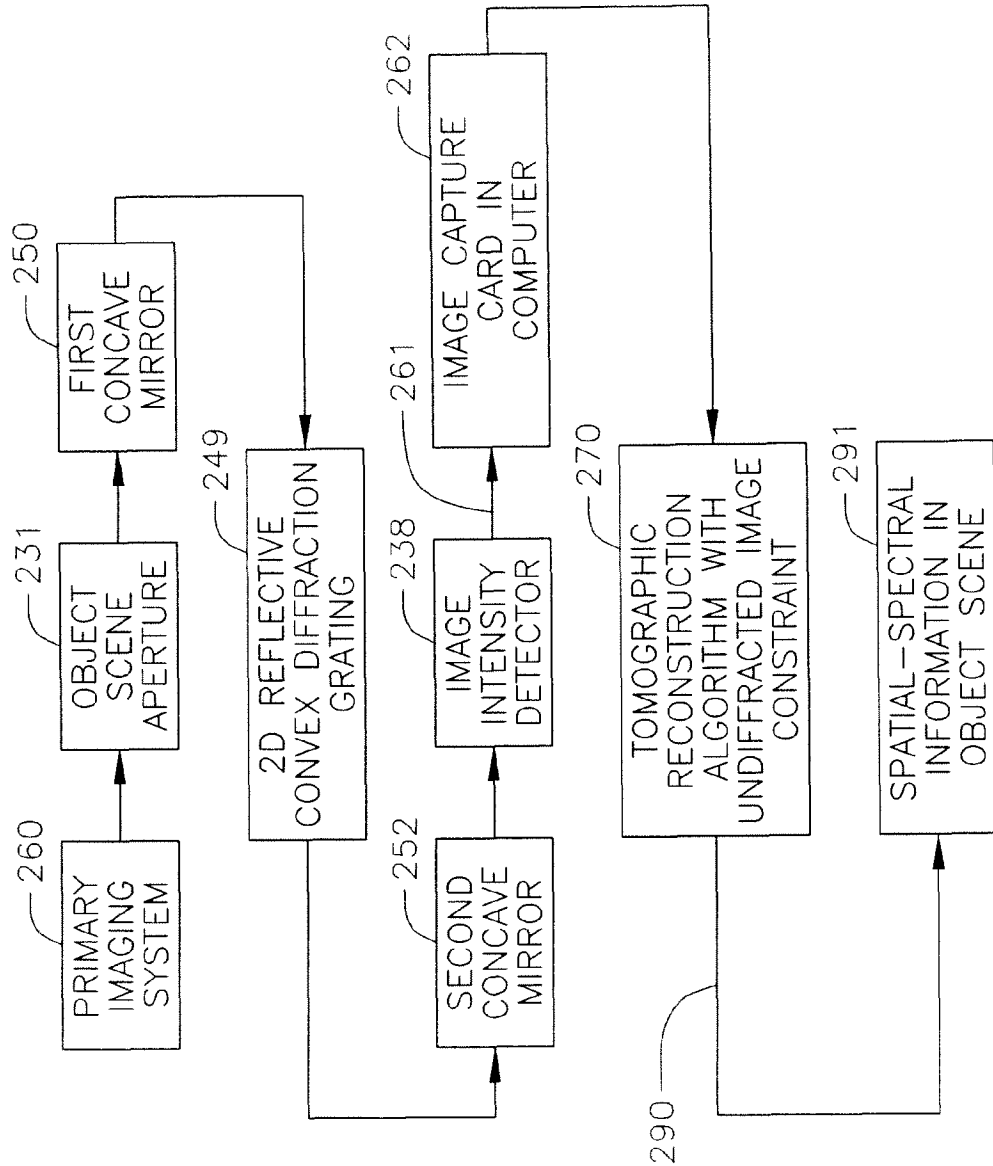 260
PRIMARY
IMAGING
SYSTEM
231
OBJECT
SCENE
APERTURE
250
FIRST
CONCAVE
MIRROR
249
2D REFLECTIVE
CONVEX DIFFRACTION
GRATING
252
SECOND
CONCAVE
MIRROR
238
IMAGE
INTENSITY
DETECTOR
261
262
IMAGE CAPTURE
CARD IN
COMPUTER
270
TOMOGRAPHIC
RECONSTRUCTION
ALGORITHM WITH
UNDIFFRACTED IMAGE
CONSTRAINT
290
291
SPATIAL-SPECTRAL
INFORMATION IN
OBJECT SCENE